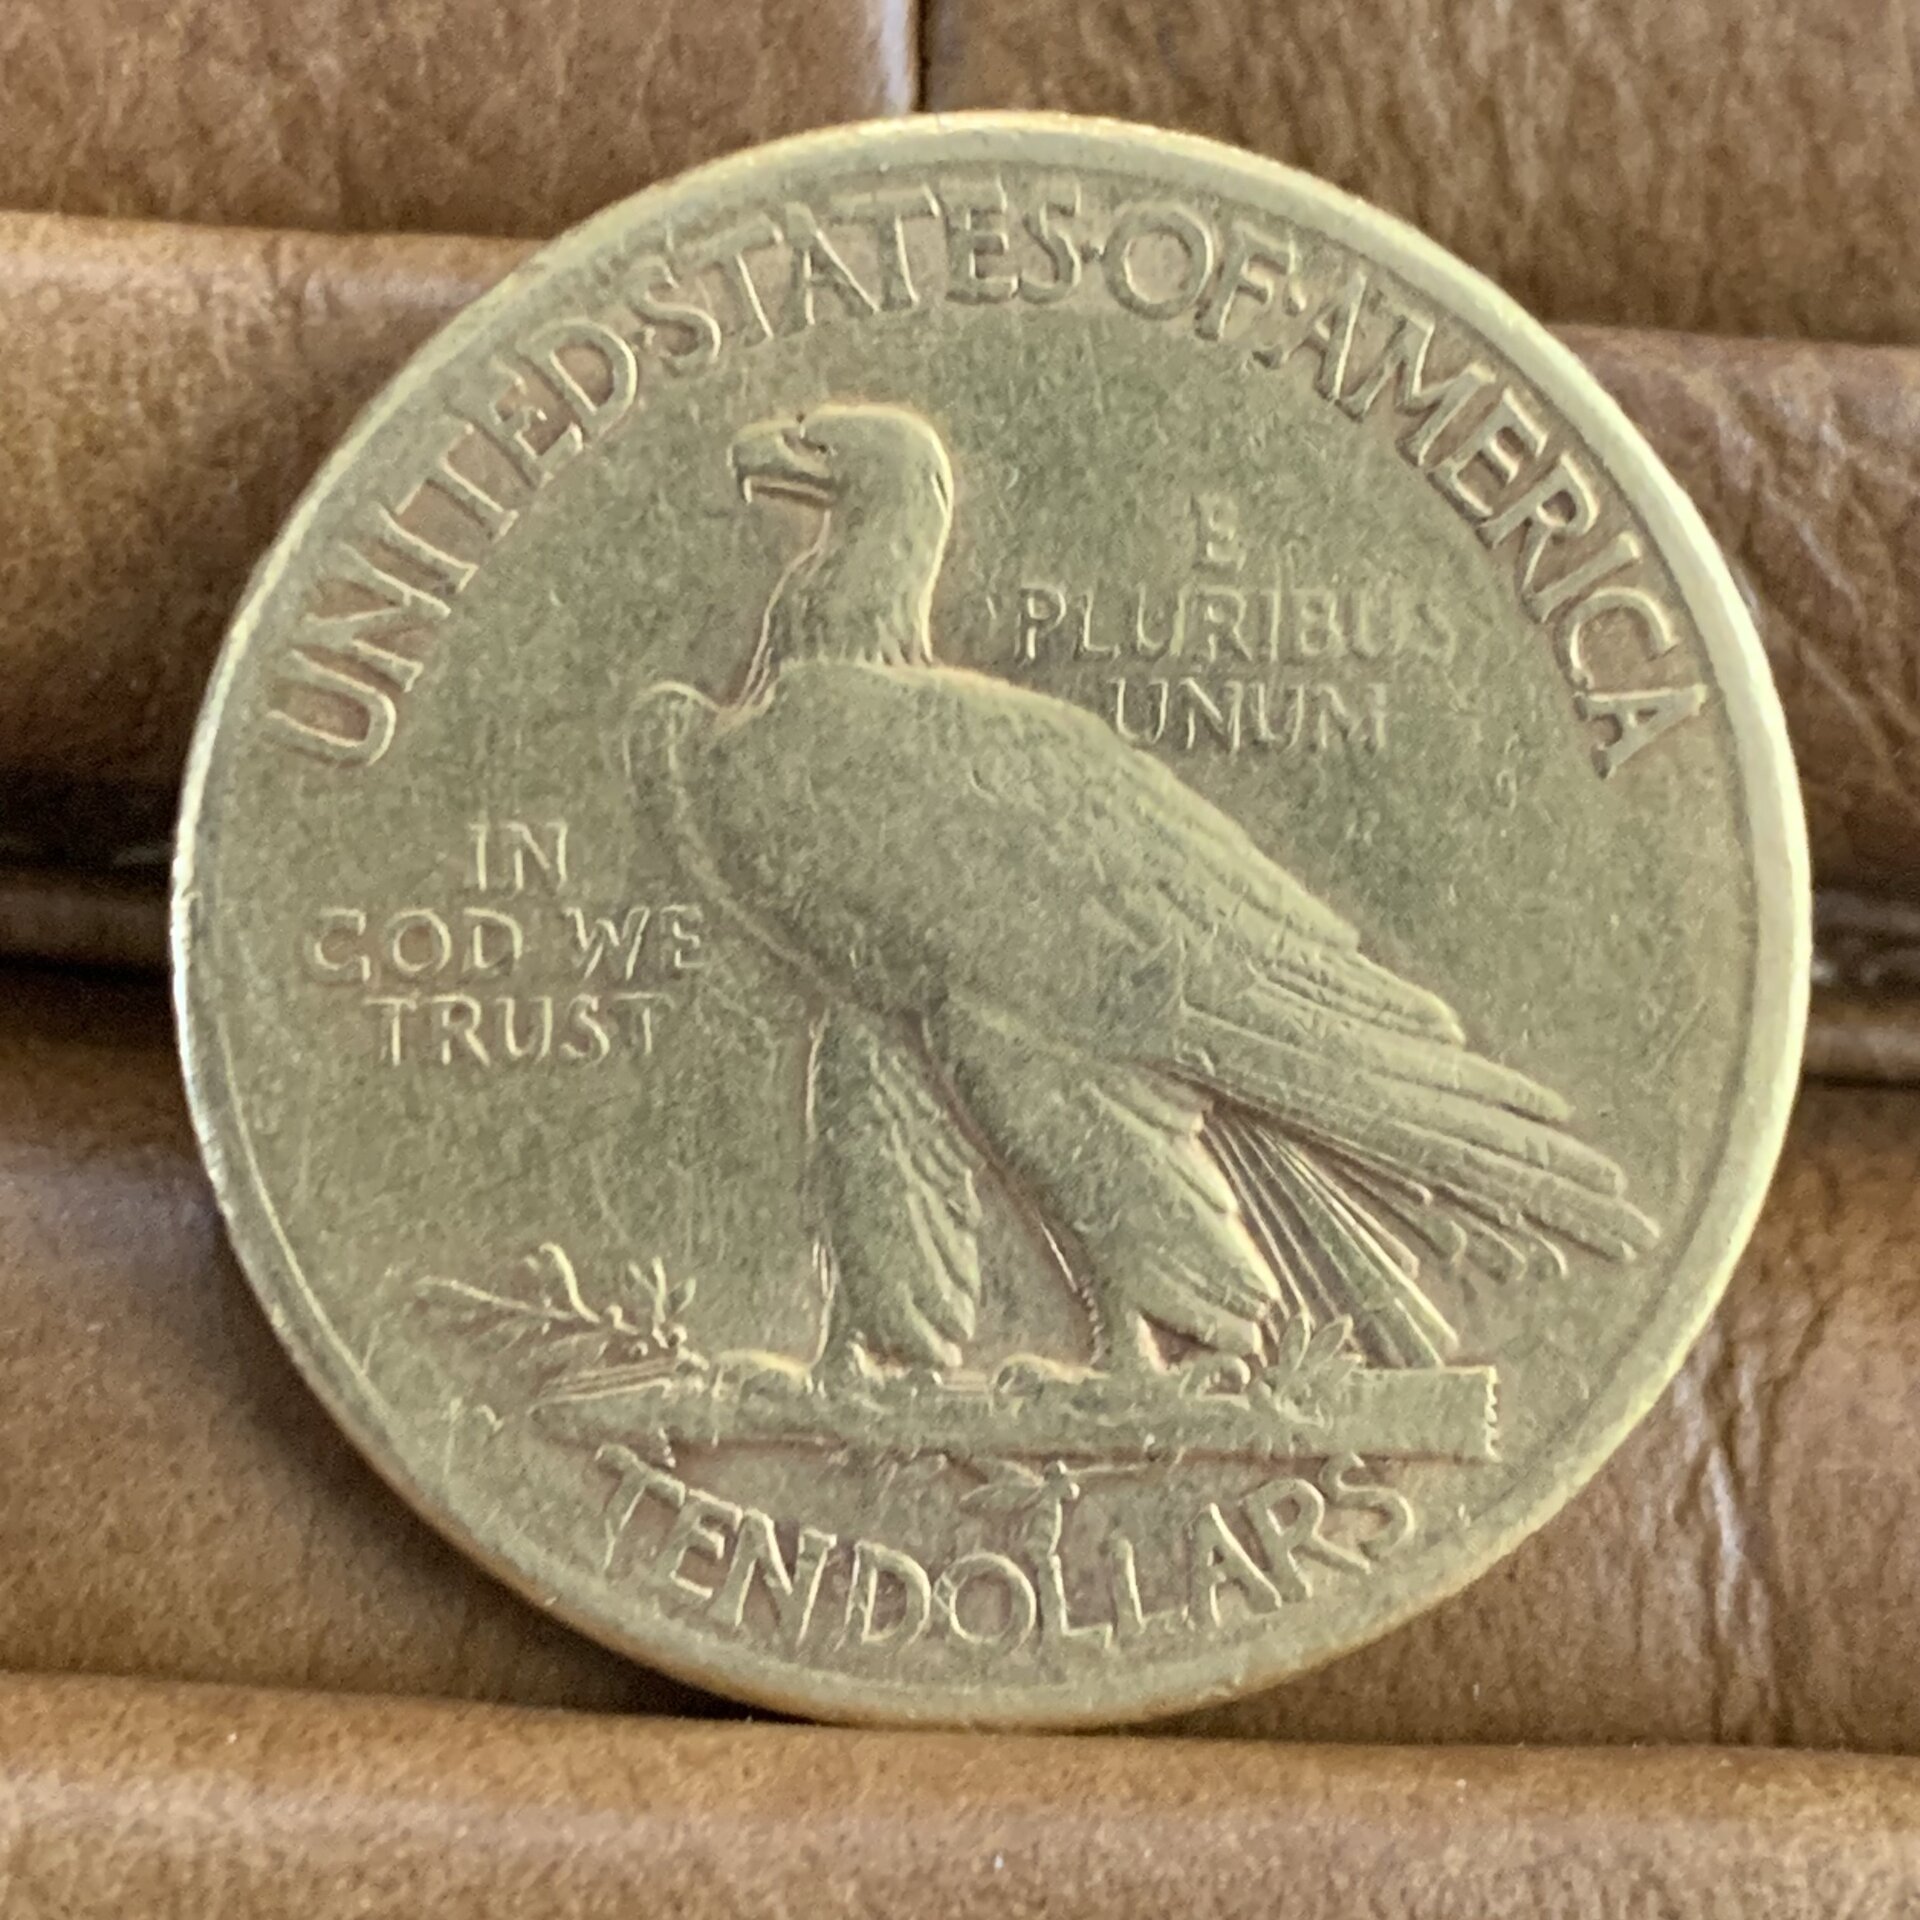 UNITED·STATES·OF·AMERICA
E
PLURIBUS
UNUM
IN
GOD WE
TRUST
TEN DOLLARS